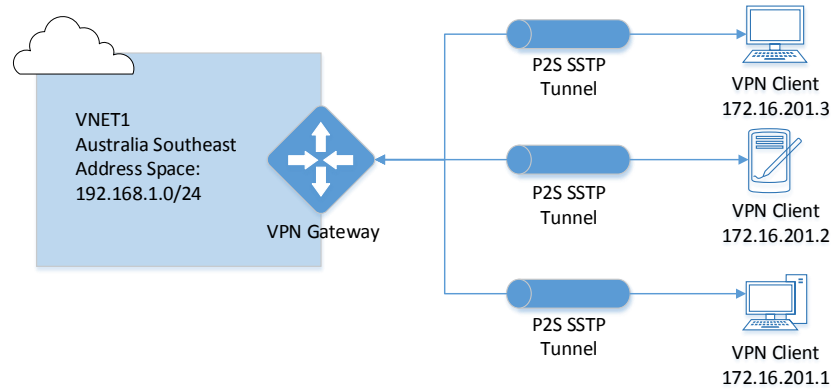 VNET1
Australia Southeast
Address Space:
192.168.1.0/24
VPN Gateway
P2S SSTP
Tunnel
VPN Client
172.16.201.3
P2S SSTP
Tunnel
VPN Client
172.16.201.2
P2S SSTP
Tunnel
VPN Client
172.16.201.1